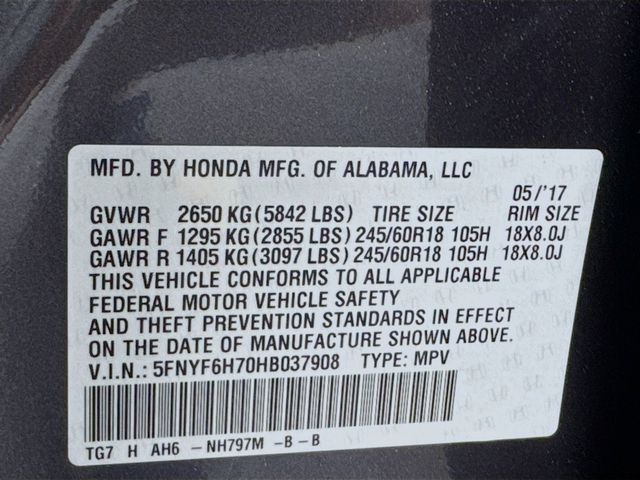 MFD. BY HONDA MFG. OF ALABAMA, LLC
05/'17
GVWR 2650 KG(5842 LBS) TIRE SIZE RIM SIZE
GAWR F 1295 KG(2855 LBS) 245/60R18 105H 18X8.0J
GAWR R 1405 KG(3097 LBS) 245/60R18 105H 18X8.0J
THIS VEHICLE CONFORMS TO ALL APPLICABLE
FEDERAL MOTOR VEHICLE SAFETY
AND THEFT PREVENTION STANDARDS IN EFFECT
ON THE DATE OF MANUFACTURE SHOWN ABOVE.
V.I.N.: 5FNYF6H70HB037908 TYPE: MPV
TG7 H AH6 -NH797M -B -B